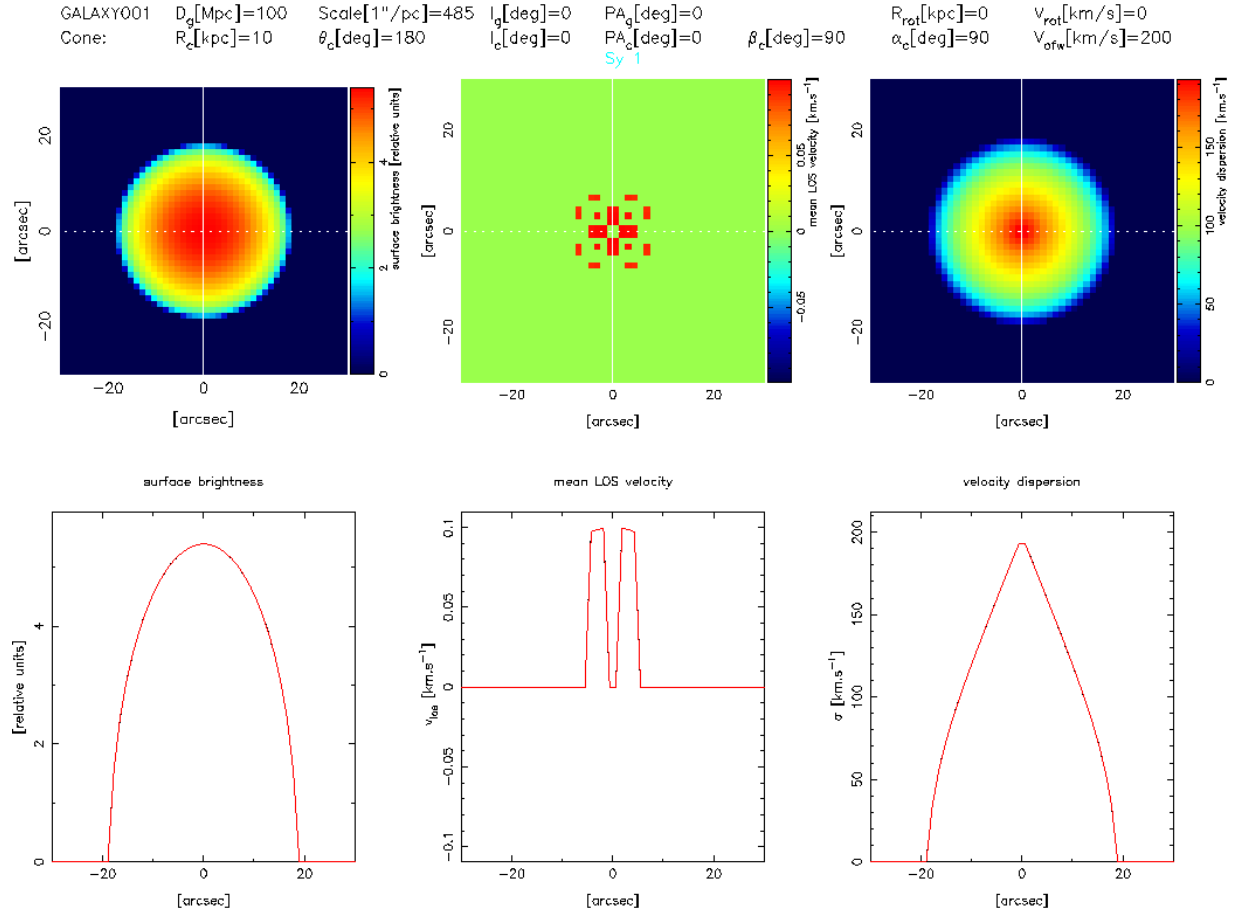 GALAXY001 D_g[Mpc]=100 Scale[1"/pc]=485 I_g[deg]=0 PA_g[deg]=0 R_rot[kpc]=0 V_rot[km/s]=0
Cone: R_c[kpc]=10 θ_c[deg]=180 I_c[deg]=0 PA_c[deg]=0 β_c[deg]=90 α_c[deg]=90 V_ofw[km/s]=200
Sy 1
[arcsec]
20
0
−20
−20 0 20
[arcsec]
0 2 4
surface brightness [relative units]
[arcsec]
20
0
−20
−20 0 20
[arcsec]
−0.05 0 0.05
mean LOS velocity [km.s⁻¹]
[arcsec]
20
0
−20
−20 0 20
[arcsec]
0 50 100 150
velocity dispersion [km.s⁻¹]
surface brightness
[relative units]
0 2 4
−20 0 20
[arcsec]
mean LOS velocity
v_los [km.s⁻¹]
−0.1 −0.05 0 0.05 0.1
−20 0 20
[arcsec]
velocity dispersion
σ [km.s⁻¹]
0 50 100 150 200
−20 0 20
[arcsec]